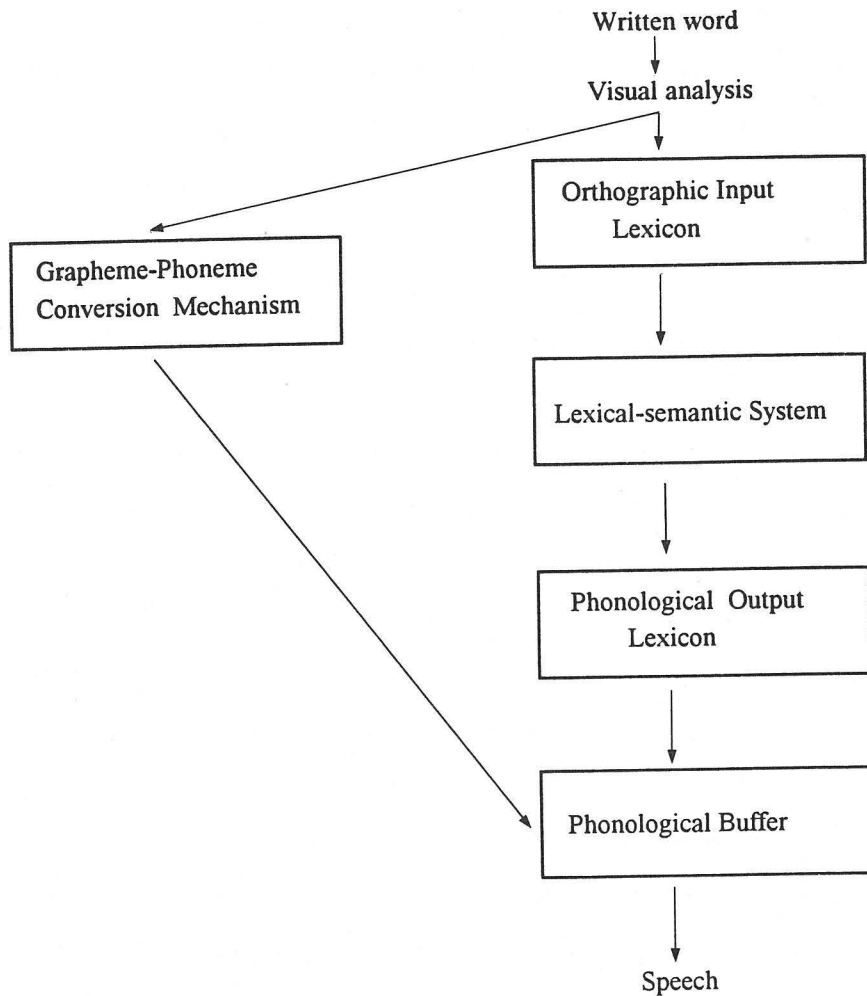 Written word
Visual analysis
Orthographic Input
Lexicon
Grapheme-Phoneme
Conversion Mechanism
Lexical-semantic System
Phonological Output
Lexicon
Phonological Buffer
Speech